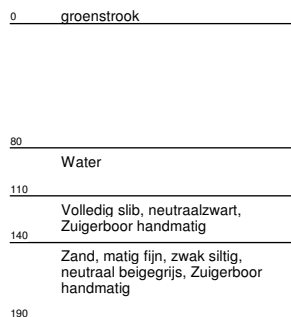 0 groenstrook
80
Water
110
Volledig slib, neutraalzwart,
Zuigerboor handmatig
140
Zand, matig fijn, zwak siltig,
neutraal beigegrijs, Zuigerboor
handmatig
190